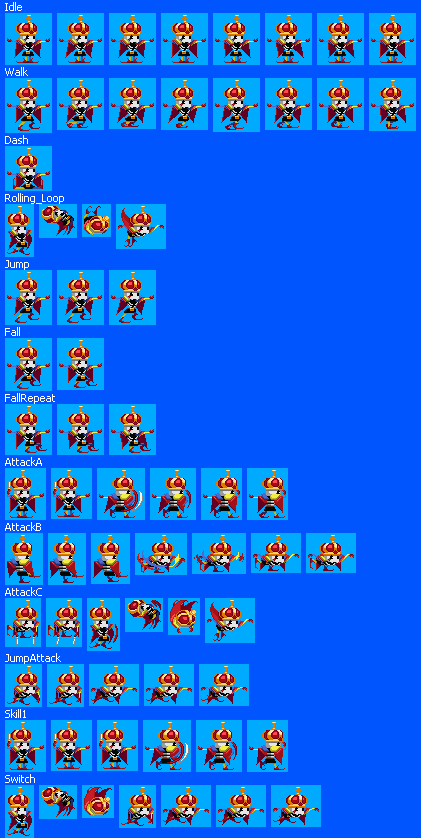 Idle
Walk
Dash
Rolling_Loop
Jump
Fall
FallRepeat
AttackA
AttackB
AttackC
JumpAttack
Skill1
Switch